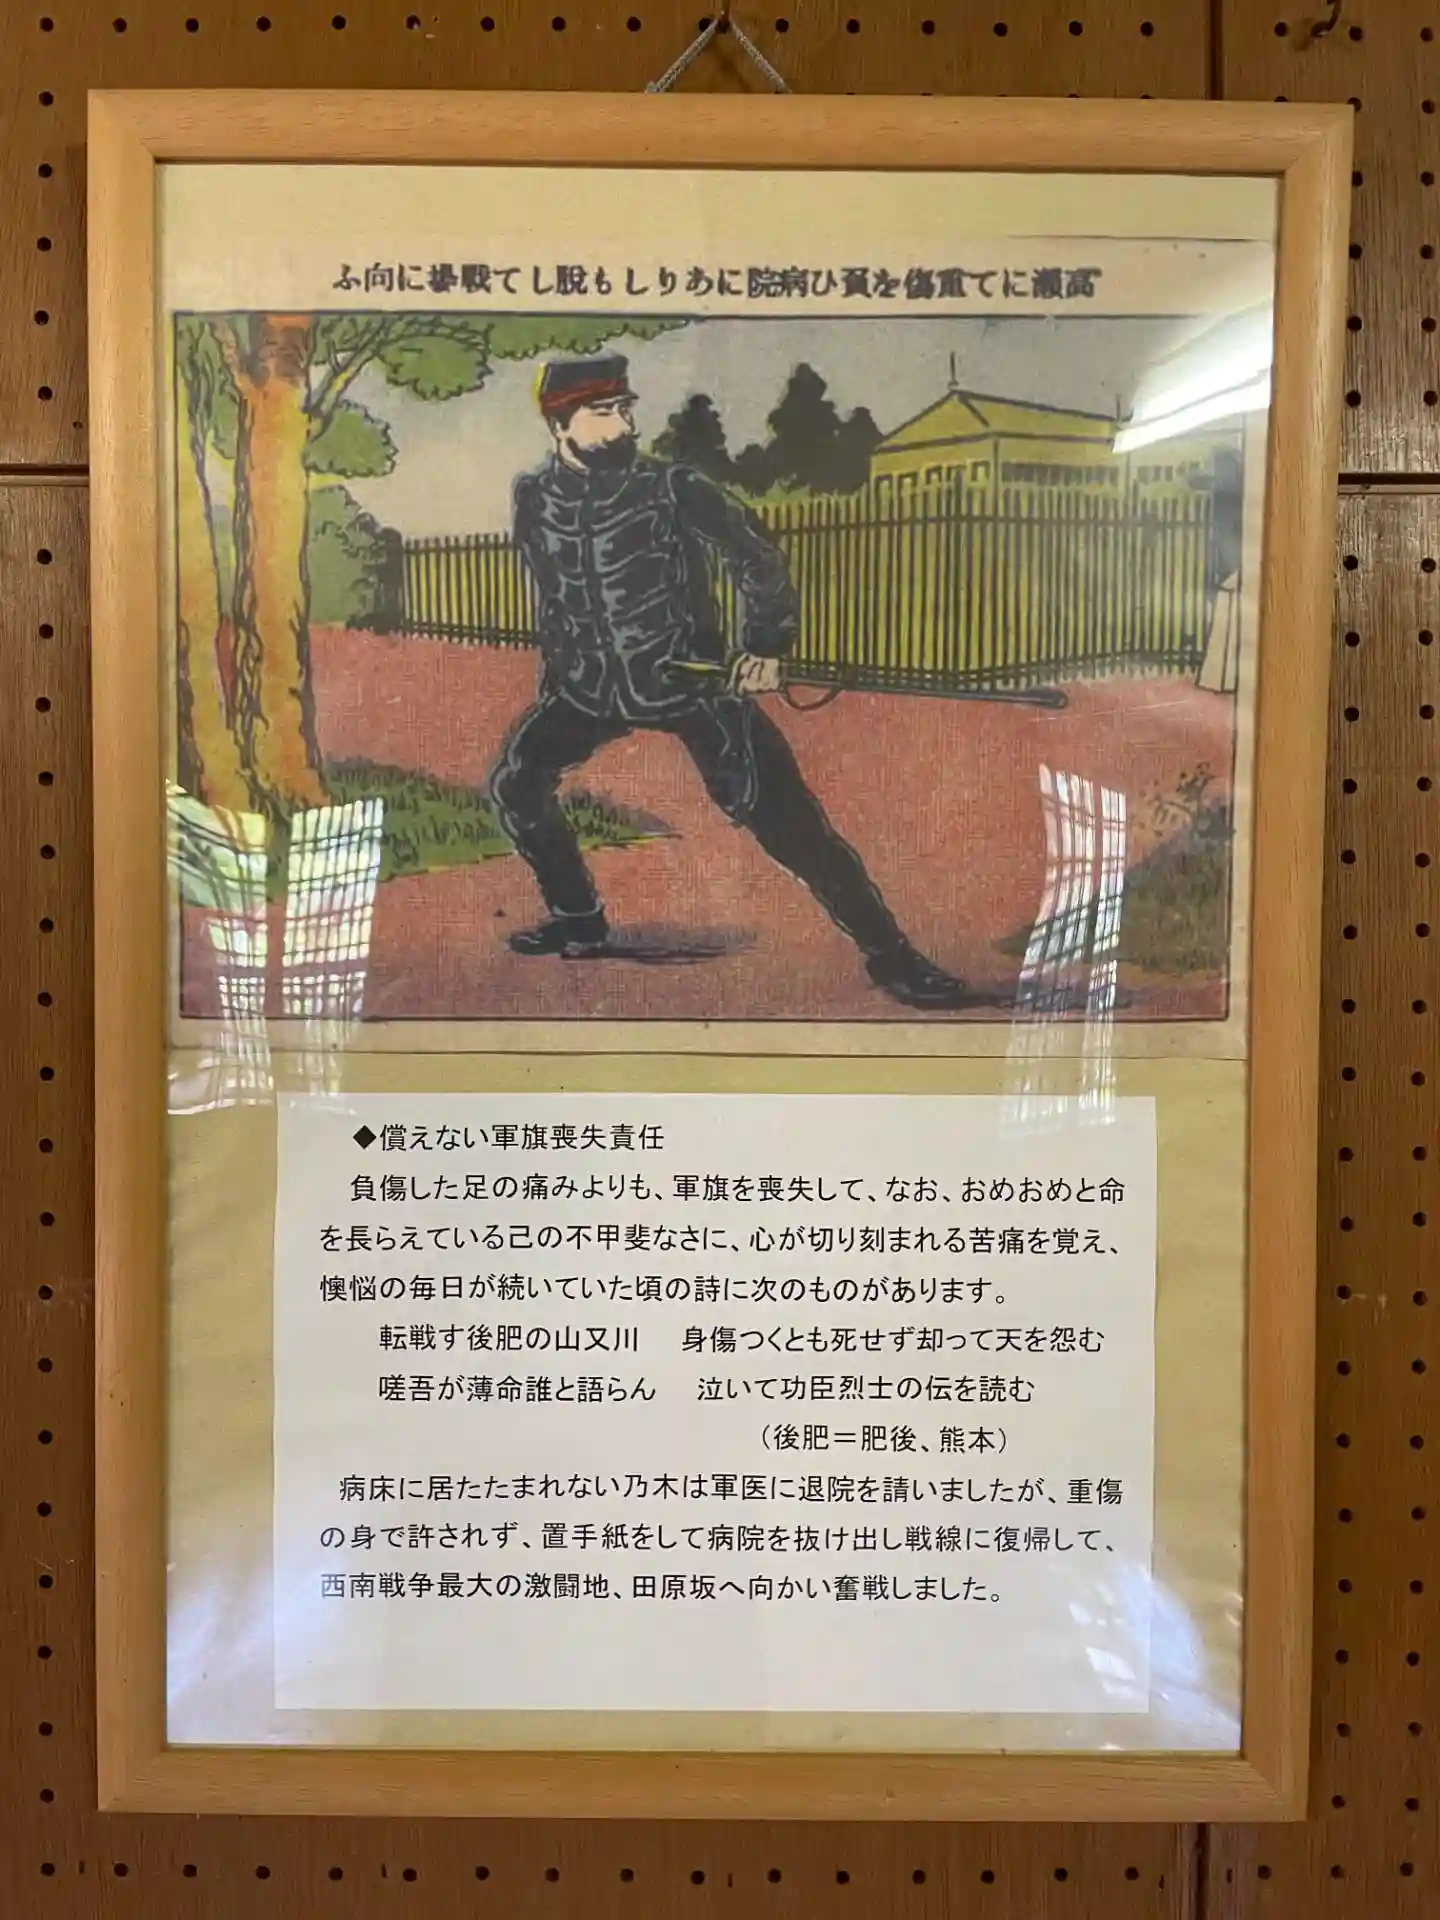 高瀬にて重傷を負ひ病院にありしも脱して戰場に向ふ
◆償えない軍旗喪失責任
負傷した足の痛みよりも、軍旗を喪失して、なお、おめおめと命
を長らえている己の不甲斐なさに、心が切り刻まれる苦痛を覚え、
懊悩の毎日が続いていた頃の詩に次のものがあります。
転戦す後肥の山又川　身傷つくとも死せず却って天を怨む
嗟吾が薄命誰と語らん　泣いて功臣烈士の伝を読む
（後肥＝肥後、熊本）
病床に居たたまれない乃木は軍医に退院を請いましたが、重傷
の身で許されず、置手紙をして病院を抜け出し戦線に復帰して、
西南戦争最大の激闘地、田原坂へ向かい奮戦しました。